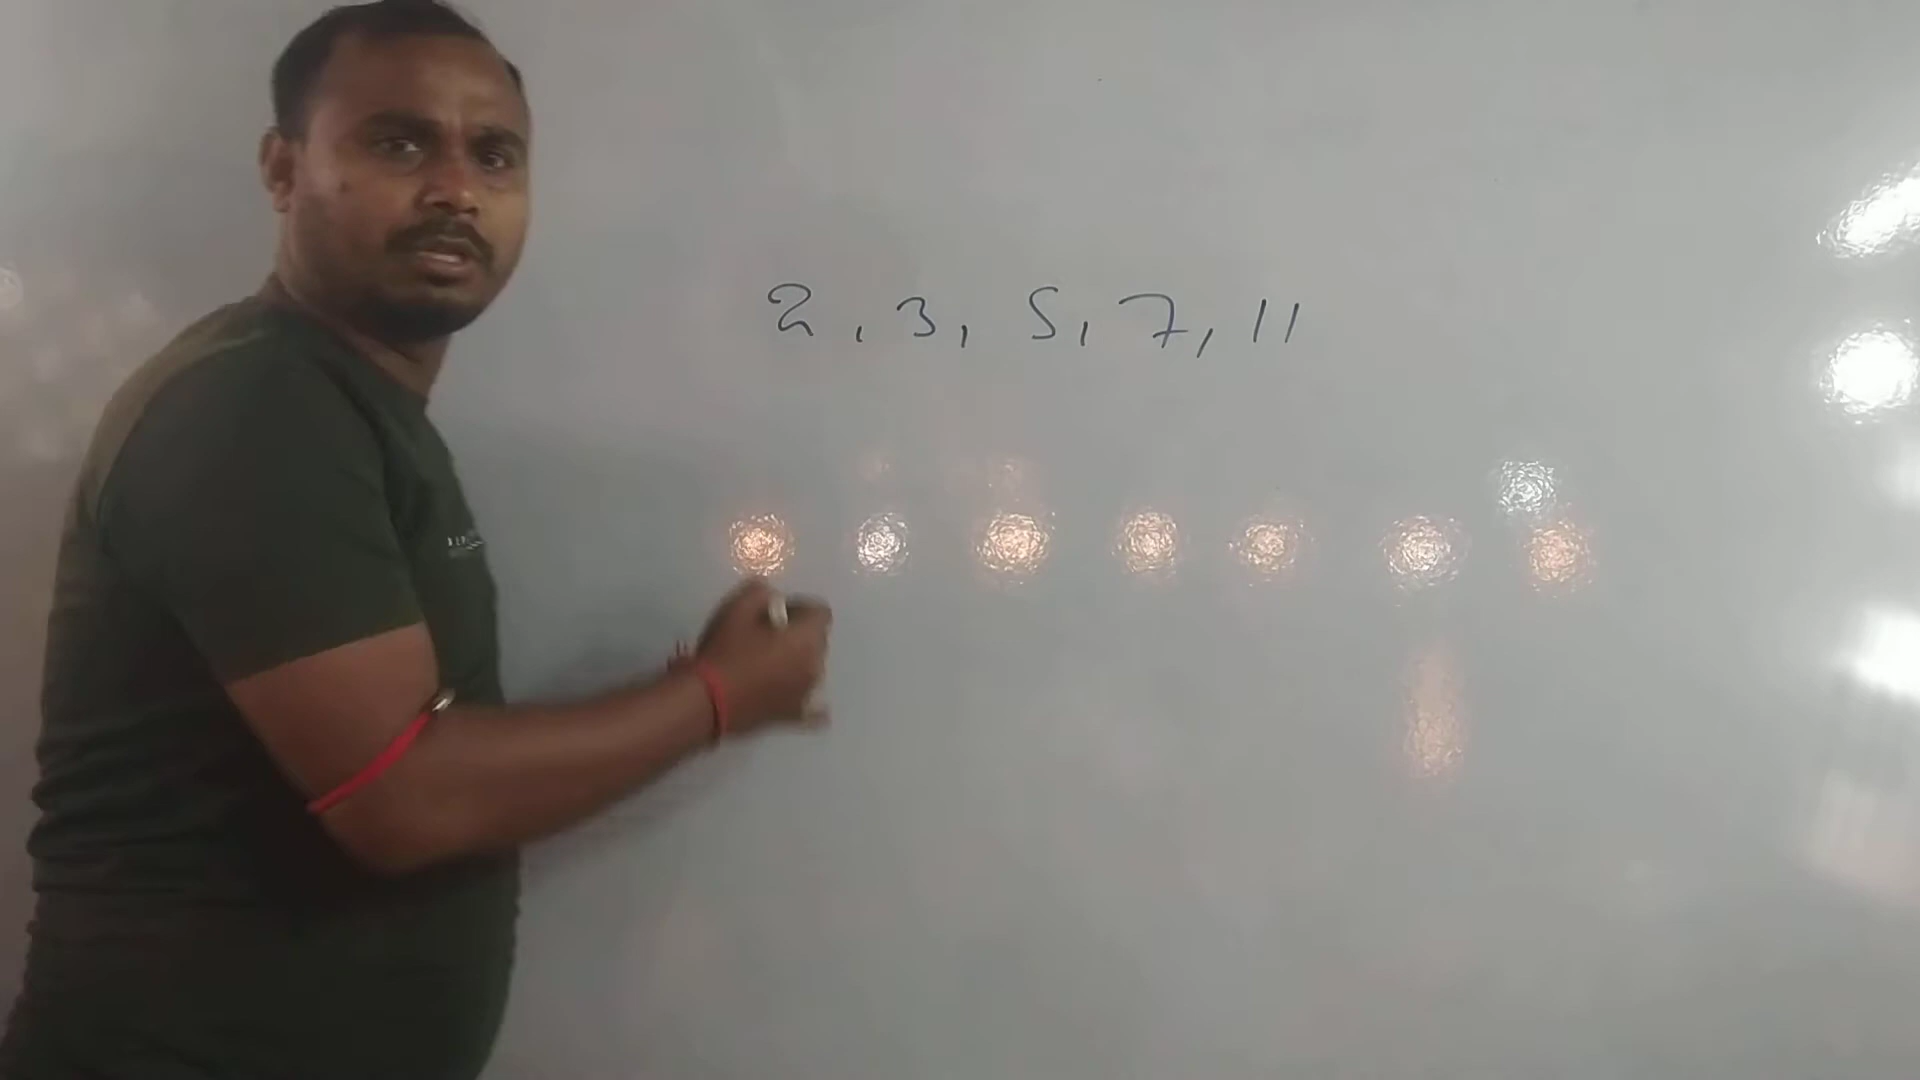 2, 3, 5, 7, 11